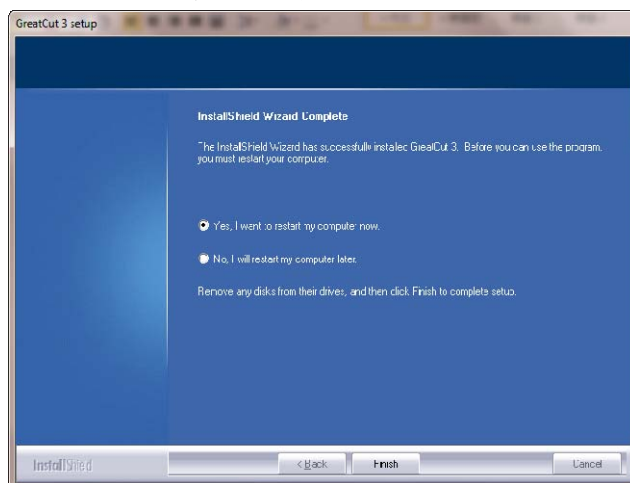 GreatCut 3 setup
InstallShield Wizard Complete
The InstallShield Wizard has successfully installed GreatCut 3. Before you can use the program,
you must restart your computer.
Yes, I want to restart my computer now.
No, I will restart my computer later.
Remove any disks from their drives, and then click Finish to complete setup.
InstallShield
< Back
Finish
Cancel